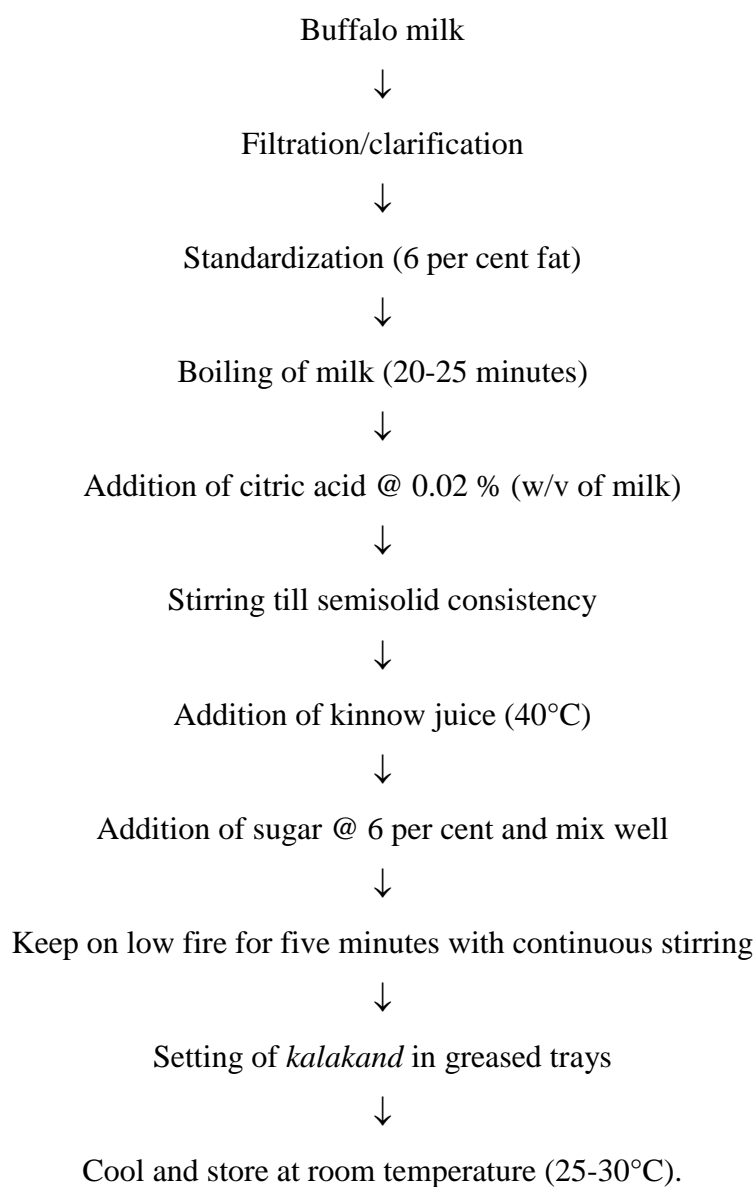 Buffalo milk
↓
Filtration/clarification
↓
Standardization (6 per cent fat)
↓
Boiling of milk (20-25 minutes)
↓
Addition of citric acid @ 0.02 % (w/v of milk)
↓
Stirring till semisolid consistency
↓
Addition of kinnow juice (40°C)
↓
Addition of sugar @ 6 per cent and mix well
↓
Keep on low fire for five minutes with continuous stirring
↓
Setting of kalakand in greased trays
↓
Cool and store at room temperature (25-30°C).